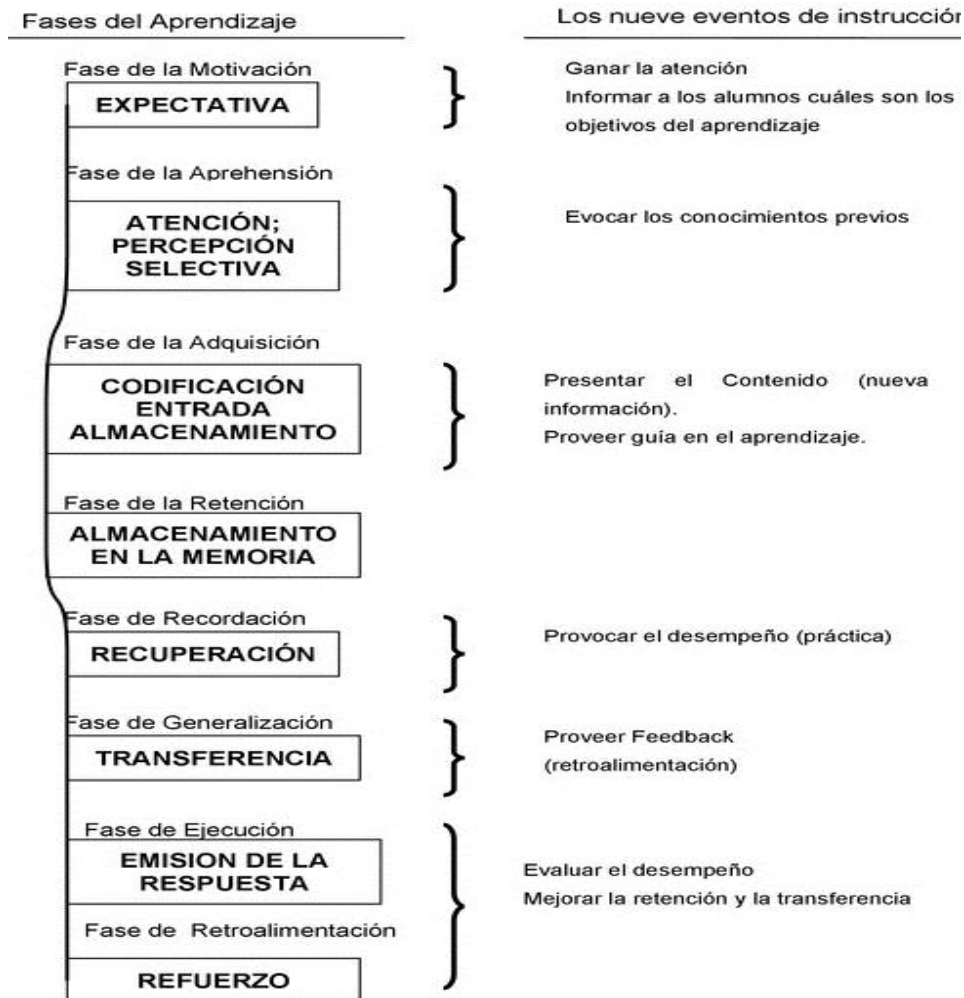 Fases del Aprendizaje
Los nueve eventos de instrucción
Fase de la Motivación
EXPECTATIVA
Ganar la atención
Informar a los alumnos cuáles son los
objetivos del aprendizaje
Fase de la Aprehensión
ATENCIÓN;
PERCEPCIÓN
SELECTIVA
Evocar los conocimientos previos
Fase de la Adquisición
CODIFICACIÓN
ENTRADA
ALMACENAMIENTO
Presentar el Contenido (nueva
información).
Proveer guía en el aprendizaje.
Fase de la Retención
ALMACENAMIENTO
EN LA MEMORIA
Fase de Recordación
RECUPERACIÓN
Provocar el desempeño (práctica)
Fase de Generalización
TRANSFERENCIA
Proveer Feedback
(retroalimentación)
Fase de Ejecución
EMISION DE LA
RESPUESTA
Fase de Retroalimentación
REFUERZO
Evaluar el desempeño
Mejorar la retención y la transferencia